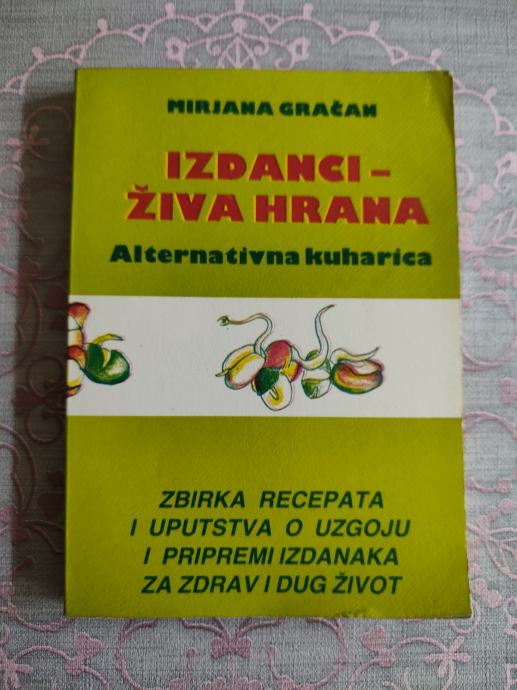 MIRJANA GRAČAN
IZDANCI –
ŽIVA HRANA
Alternativna kuharica
ZBIRKA RECEPATA
I UPUTSTVA O UZGOJU
I PRIPREMI IZDANAKA
ZA ZDRAV I DUG ŽIVOT